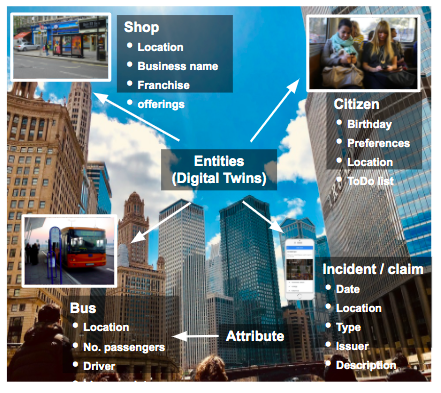 Shop
Location
Business name
Franchise
offerings
Citizen
Birthday
Preferences
Location
ToDo list
Entities
(Digital Twins)
Incident / claim
Date
Location
Type
Issuer
Description
Bus
Location
No. passengers
Driver
Attribute